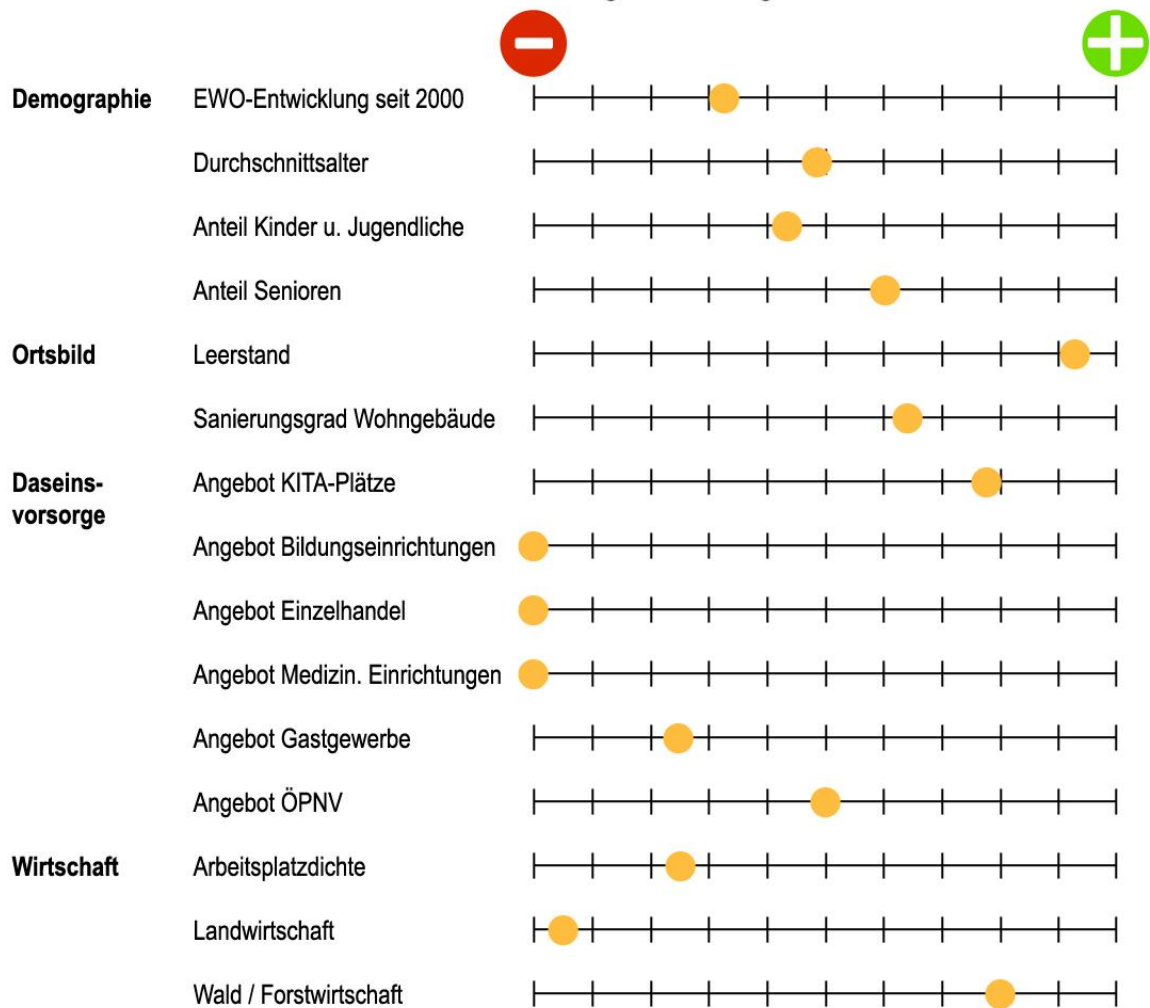 Demographie EWO-Entwicklung seit 2000
Durchschnittsalter
Anteil Kinder u. Jugendliche
Anteil Senioren
Ortsbild Leerstand
Sanierungsgrad Wohngebäude
Daseins- Angebot KITA-Plätze
vorsorge
Angebot Bildungseinrichtungen
Angebot Einzelhandel
Angebot Medizin. Einrichtungen
Angebot Gastgewerbe
Angebot ÖPNV
Wirtschaft Arbeitsplatzdichte
Landwirtschaft
Wald / Forstwirtschaft